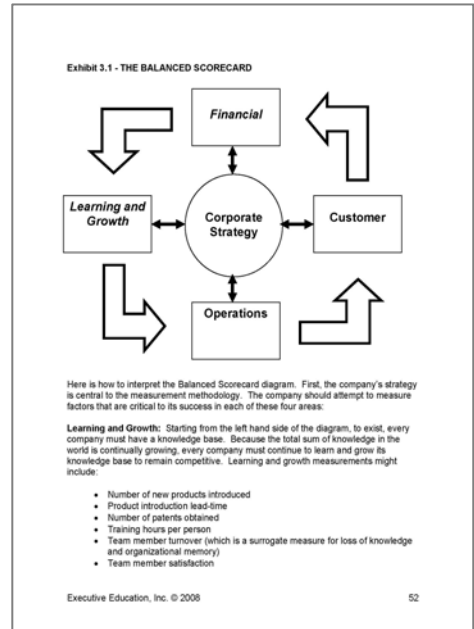 Exhibit 3.1 - THE BALANCED SCORECARD
Financial
Learning and
Growth
Corporate
Strategy
Customer
Operations
Here is how to interpret the Balanced Scorecard diagram. First, the company's strategy
is central to the measurement methodology. The company should attempt to measure
factors that are critical to its success in each of these four areas:
Learning and Growth: Starting from the left hand side of the diagram, to exist, every
company must have a knowledge base. Because the total sum of knowledge in the
world is continually growing, every company must continue to learn and grow its
knowledge base to remain competitive. Learning and growth measurements might
include:
• Number of new products introduced
• Product introduction lead-time
• Number of patents obtained
• Training hours per person
• Team member turnover (which is a surrogate measure for loss of knowledge
and organizational memory)
• Team member satisfaction
Executive Education, Inc. © 2008 52